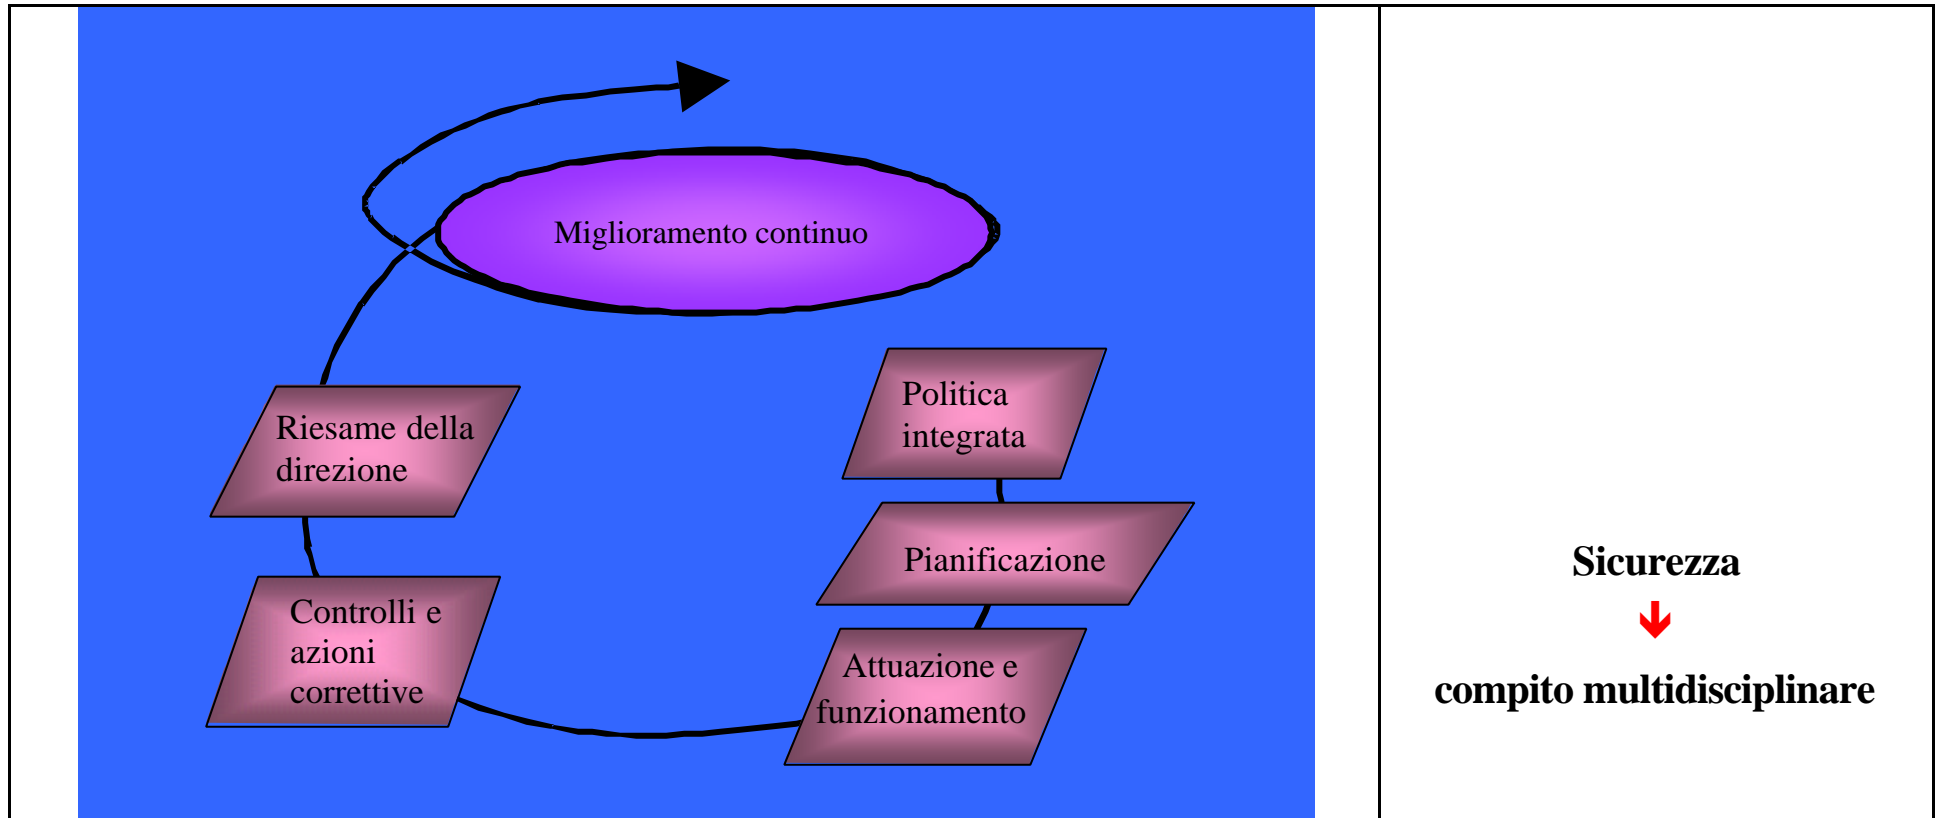 Miglioramento continuo
Politica
integrata
Riesame della
direzione
Pianificazione
Controlli e
azioni
correttive
Attuazione e
funzionamento
Sicurezza
compito multidisciplinare